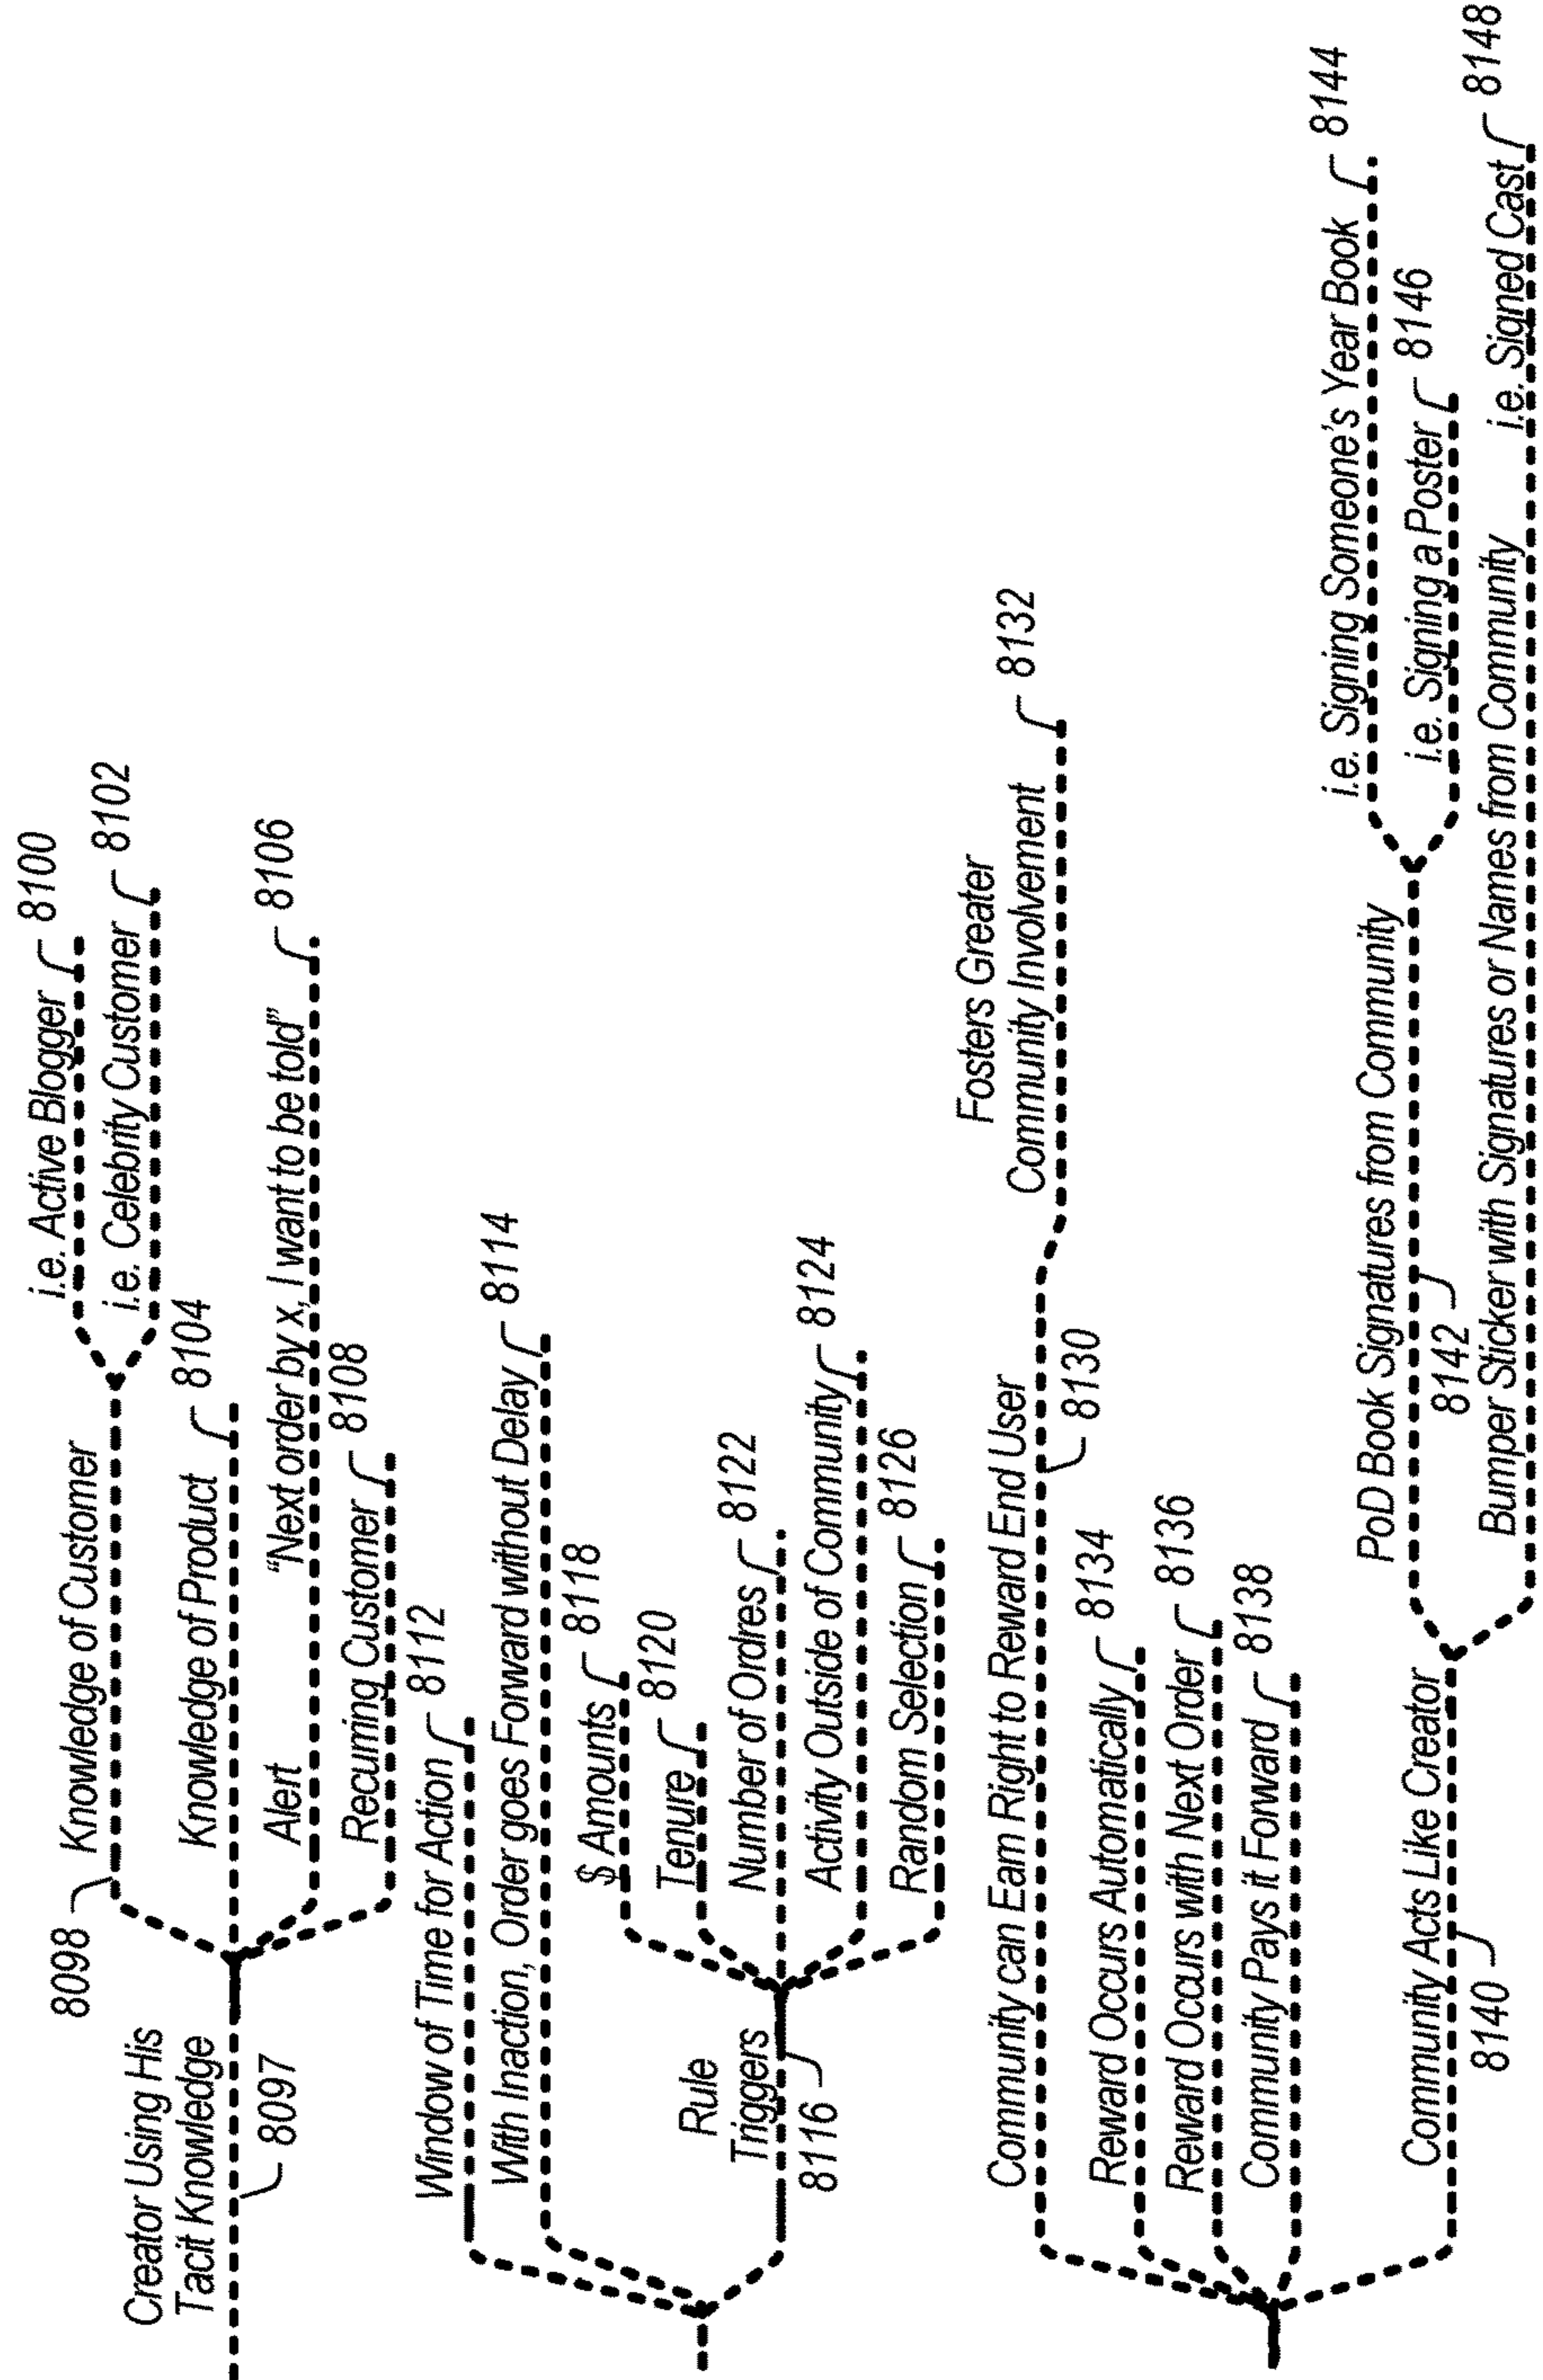 Creator Using His
Tacit Knowledge
8097
8098
Knowledge of Customer
i.e. Active Blogger
8100
i.e. Celebrity Customer
8102
Knowledge of Product
8104
Alert
“Next order by x, I want to be told”
8106
Recurring Customer
8108
Window of Time for Action
8112
With Inaction, Order goes Forward without Delay
8114
Rule
Triggers
8116
$ Amounts
8118
Tenure
8120
Number of Ordres
8122
Activity Outside of Community
8124
Random Selection
8126
Community can Earn Right to Reward End User
8130
Fosters Greater
Community Involvement
8132
Reward Occurs Automatically
8134
Reward Occurs with Next Order
8136
Community Pays it Forward
8138
Community Acts Like Creator
8140
PoD Book Signatures from Community
8142
i.e. Signing Someone's Year Book
8144
i.e. Signing a Poster
8146
Bumper Sticker with Signatures or Names from Community
i.e. Signed Cast
8148